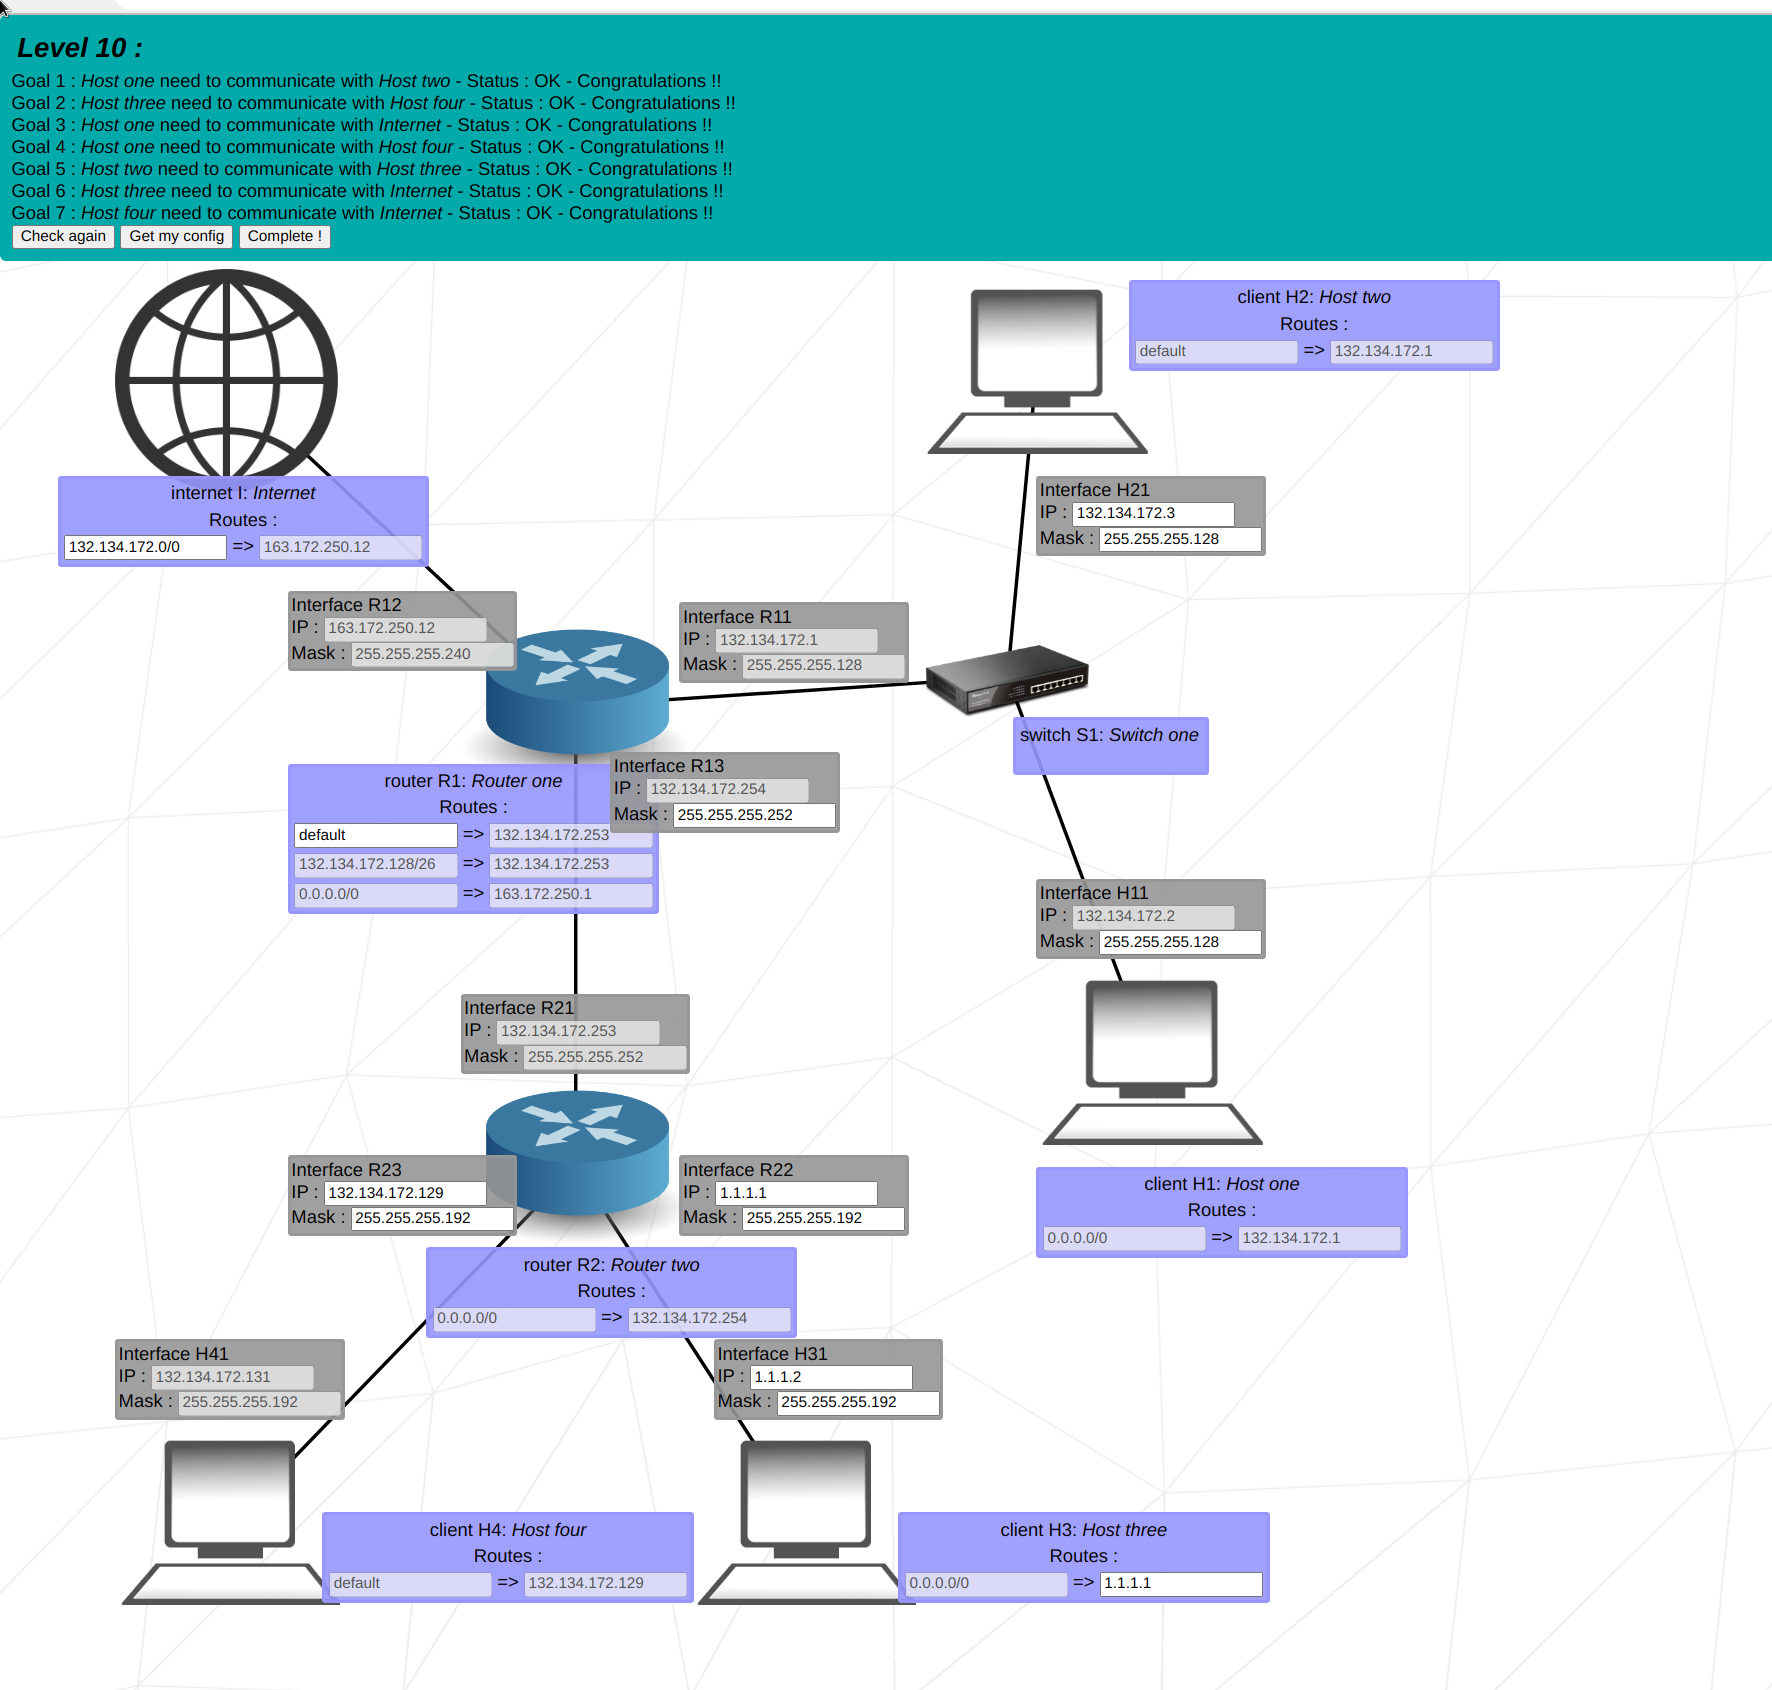 Level 10 :
Goal 1 : Host one need to communicate with Host two - Status : OK - Congratulations !!
Goal 2 : Host three need to communicate with Host four - Status : OK - Congratulations !!
Goal 3 : Host one need to communicate with Internet - Status : OK - Congratulations !!
Goal 4 : Host one need to communicate with Host four - Status : OK - Congratulations !!
Goal 5 : Host two need to communicate with Host three - Status : OK - Congratulations !!
Goal 6 : Host three need to communicate with Internet - Status : OK - Congratulations !!
Goal 7 : Host four need to communicate with Internet - Status : OK - Congratulations !!
Check again Get my config Complete !
client H2: Host two
Routes :
default => 132.134.172.1
internet I: Internet
Routes :
132.134.172.0/0 => 163.172.250.12
Interface H21
IP : 132.134.172.3
Mask : 255.255.255.128
Interface R12
IP : 163.172.250.12
Mask : 255.255.255.240
Interface R11
IP : 132.134.172.1
Mask : 255.255.255.128
switch S1: Switch one
router R1: Router one
Routes :
default => 132.134.172.253
132.134.172.128/26 => 132.134.172.253
0.0.0.0/0 => 163.172.250.1
Interface R13
IP : 132.134.172.254
Mask : 255.255.255.252
Interface H11
IP : 132.134.172.2
Mask : 255.255.255.128
Interface R21
IP : 132.134.172.253
Mask : 255.255.255.252
Interface R23
IP : 132.134.172.129
Mask : 255.255.255.192
Interface R22
IP : 1.1.1.1
Mask : 255.255.255.192
client H1: Host one
Routes :
0.0.0.0/0 => 132.134.172.1
router R2: Router two
Routes :
0.0.0.0/0 => 132.134.172.254
Interface H41
IP : 132.134.172.131
Mask : 255.255.255.192
Interface H31
IP : 1.1.1.2
Mask : 255.255.255.192
client H4: Host four
Routes :
default => 132.134.172.129
client H3: Host three
Routes :
0.0.0.0/0 => 1.1.1.1